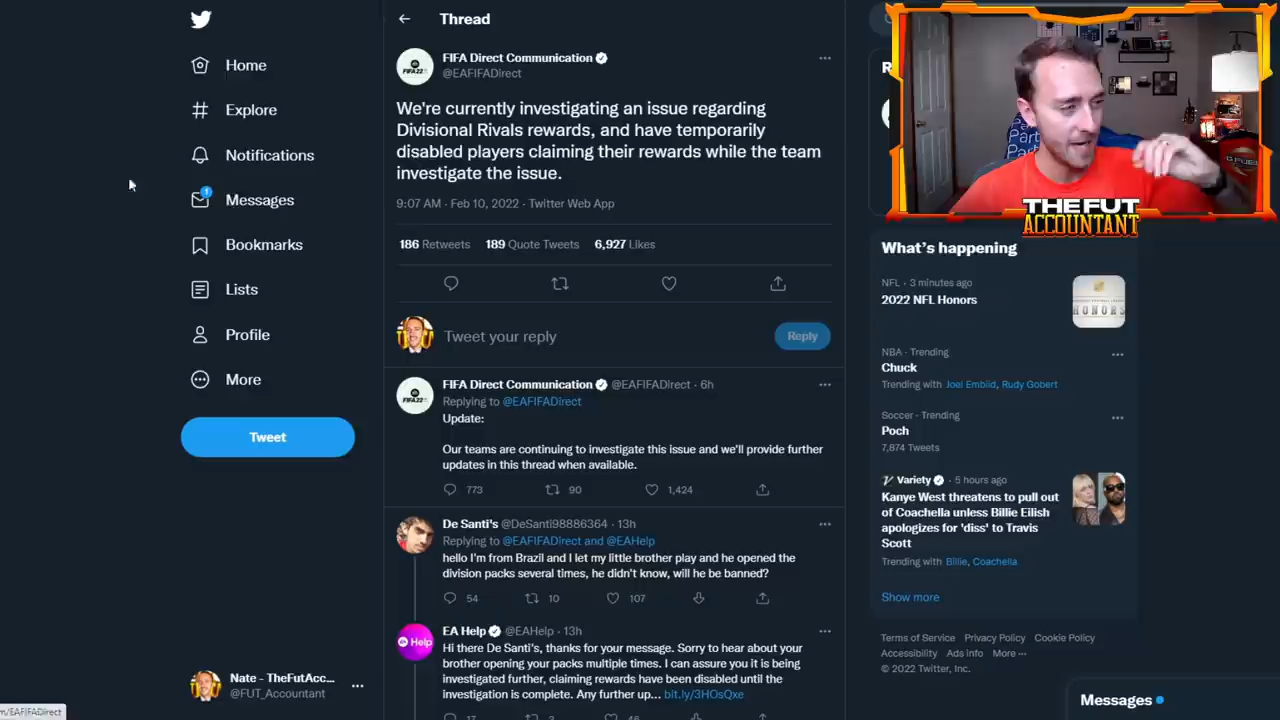 Thread
FIFA Direct Communication
@EAFIFADirect
We're currently investigating an issue regarding
Divisional Rivals rewards, and have temporarily
disabled players claiming their rewards while the team
investigate the issue.
9:07 AM · Feb 10, 2022 · Twitter Web App
186 Retweets 189 Quote Tweets 6,927 Likes
Tweet your reply
Reply
FIFA Direct Communication @EAFIFADirect · 6h
Replying to @EAFIFADirect
Update:
Our teams are continuing to investigate this issue and we'll provide further
updates in this thread when available.
773 90 1,424
De Santi's @DeSanti98886364 · 13h
Replying to @EAFIFADirect and @EAHelp
hello I'm from Brazil and I let my little brother play and he opened the
division packs several times, he didn't know, will he be banned?
54 10 107
EA Help @EAHelp · 13h
Hi there De Santi's, thanks for your message. Sorry to hear about your
brother opening your packs multiple times. I can assure you it is being
investigated further, claiming rewards have been disabled until the
investigation is complete. Any further up... bit.ly/3HOsQxe
Home
Explore
Notifications
1
Messages
Bookmarks
Lists
Profile
More
Tweet
Nate - TheFutAcc...
@FUT_Accountant
THE FUT
ACCOUNTANT
What's happening
NFL · 3 minutes ago
2022 NFL Honors
HONORS
NBA · Trending
Chuck
Trending with Joel Embiid, Rudy Gobert
Soccer · Trending
Poch
7,874 Tweets
Variety · 5 hours ago
Kanye West threatens to pull out
of Coachella unless Billie Eilish
apologizes for 'diss' to Travis
Scott
Trending with Billie, Coachella
Show more
Terms of Service Privacy Policy Cookie Policy
Accessibility Ads info More ···
© 2022 Twitter, Inc.
Messages